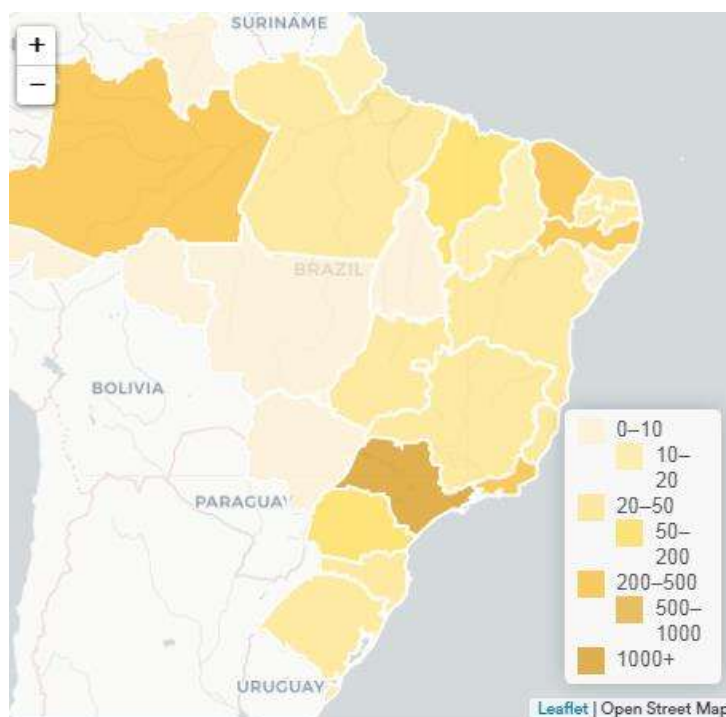 +
−
SURINAME
BRAZIL
BOLIVIA
PARAGUAY
URUGUAY
0–10
10–
20
20–50
50–
200
200–500
500–
1000
1000+
Leaflet | Open Street Map